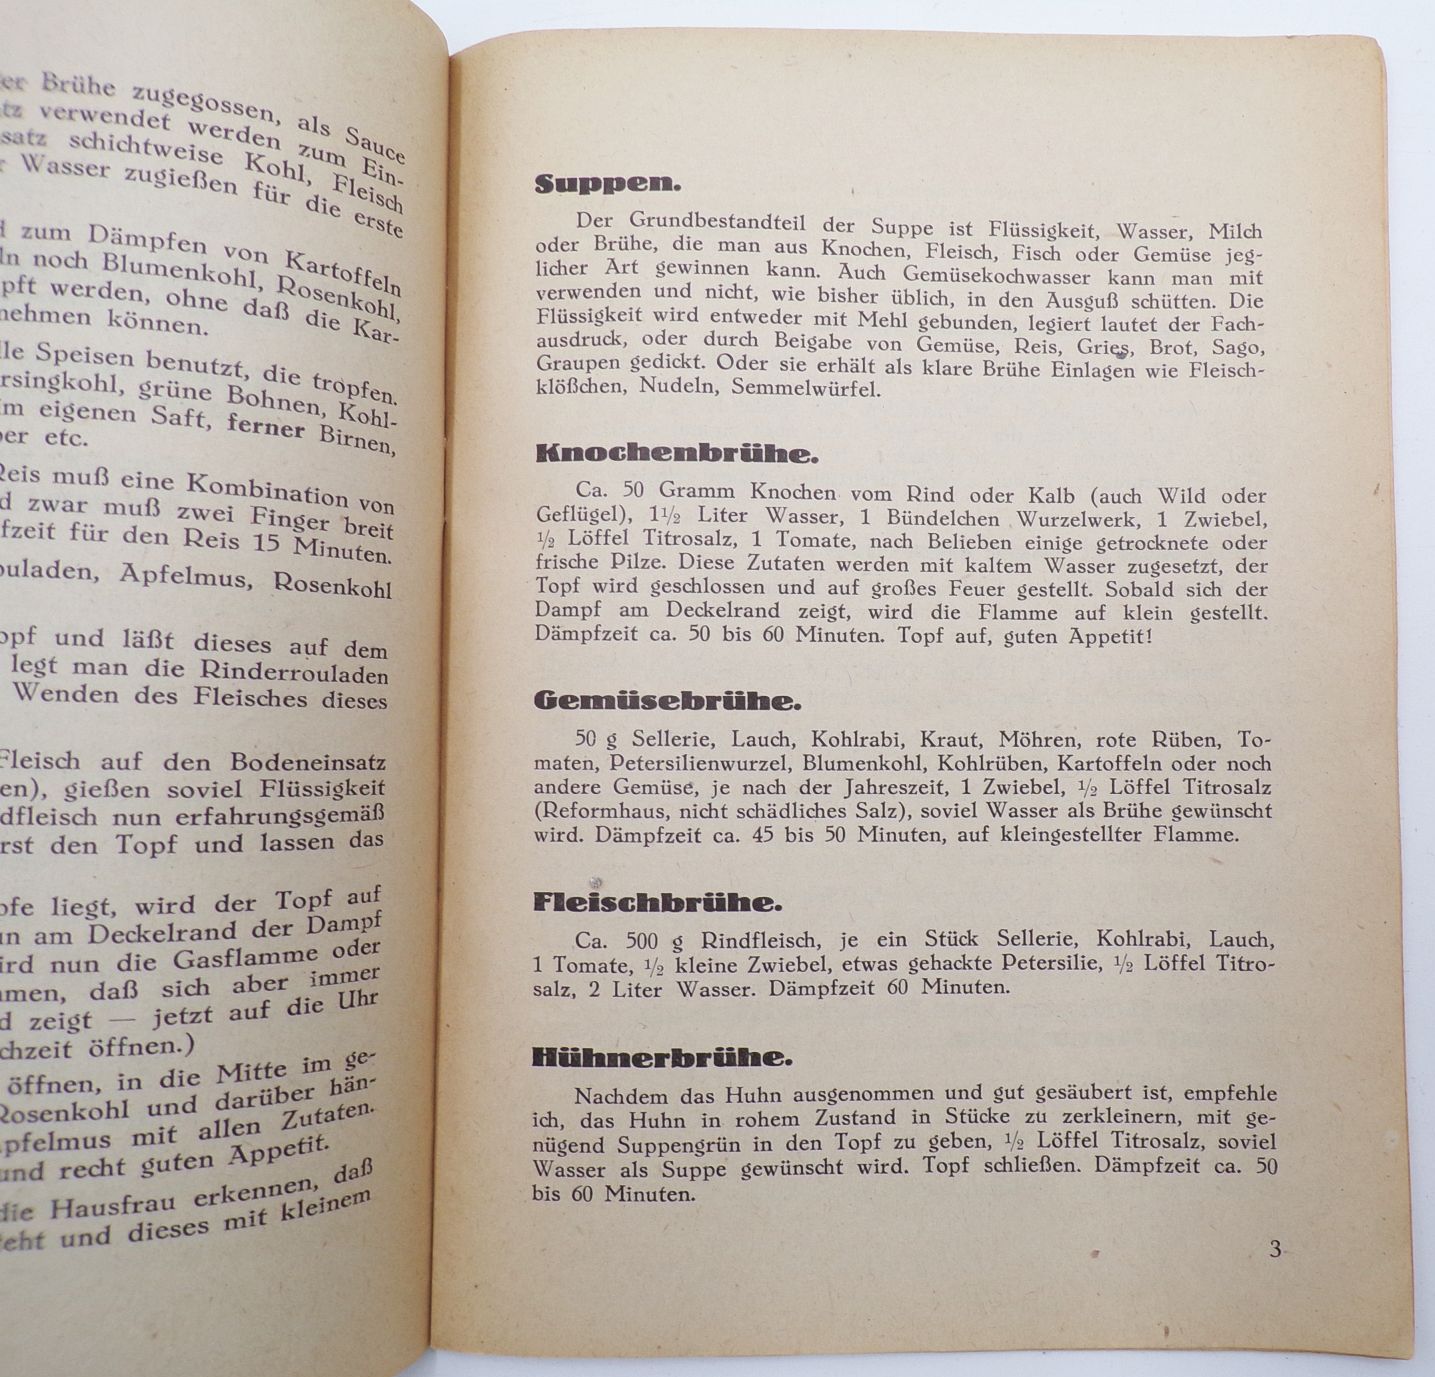 er Brühe zugegossen, als Sauce
tz verwendet werden zum Ein-
satz schichtweise Kohl, Fleisch
r Wasser zugießen für die erste
d zum Dämpfen von Kartoffeln
ln noch Blumenkohl, Rosenkohl,
pft werden, ohne daß die Kar-
nehmen können.
lle Speisen benutzt, die tropfen.
rsingkohl, grüne Bohnen, Kohl-
im eigenen Saft, ferner Birnen,
ber etc.
Reis muß eine Kombination von
d zwar muß zwei Finger breit
fzeit für den Reis 15 Minuten.
ouladen, Apfelmus, Rosenkohl
opf und läßt dieses auf dem
legt man die Rinderrouladen
Wenden des Fleisches dieses
Fleisch auf den Bodeneinsatz
en), gießen soviel Flüssigkeit
dfleisch nun erfahrungsgemäß
rst den Topf und lassen das
ofe liegt, wird der Topf auf
un am Deckelrand der Dampf
ird nun die Gasflamme oder
men, daß sich aber immer
d zeigt — jetzt auf die Uhr
chzeit öffnen.)
öffnen, in die Mitte im ge-
Rosenkohl und darüber hän-
Apfelmus mit allen Zutaten.
und recht guten Appetit.
die Hausfrau erkennen, daß
teht und dieses mit kleinem
Suppen.
Der Grundbestandteil der Suppe ist Flüssigkeit, Wasser, Milch
oder Brühe, die man aus Knochen, Fleisch, Fisch oder Gemüse jeg-
licher Art gewinnen kann. Auch Gemüsekochwasser kann man mit
verwenden und nicht, wie bisher üblich, in den Ausguß schütten. Die
Flüssigkeit wird entweder mit Mehl gebunden, legiert lautet der Fach-
ausdruck, oder durch Beigabe von Gemüse, Reis, Gries, Brot, Sago,
Graupen gedickt. Oder sie erhält als klare Brühe Einlagen wie Fleisch-
klößchen, Nudeln, Semmelwürfel.
Knochenbrühe.
Ca. 50 Gramm Knochen vom Rind oder Kalb (auch Wild oder
Geflügel), 1½ Liter Wasser, 1 Bündelchen Wurzelwerk, 1 Zwiebel,
½ Löffel Titrosalz, 1 Tomate, nach Belieben einige getrocknete oder
frische Pilze. Diese Zutaten werden mit kaltem Wasser zugesetzt, der
Topf wird geschlossen und auf großes Feuer gestellt. Sobald sich der
Dampf am Deckelrand zeigt, wird die Flamme auf klein gestellt.
Dämpfzeit ca. 50 bis 60 Minuten. Topf auf, guten Appetit!
Gemüsebrühe.
50 g Sellerie, Lauch, Kohlrabi, Kraut, Möhren, rote Rüben, To-
maten, Petersilienwurzel, Blumenkohl, Kohlrüben, Kartoffeln oder noch
andere Gemüse, je nach der Jahreszeit, 1 Zwiebel, ½ Löffel Titrosalz
(Reformhaus, nicht schädliches Salz), soviel Wasser als Brühe gewünscht
wird. Dämpfzeit ca. 45 bis 50 Minuten, auf kleingestellter Flamme.
Fleischbrühe.
Ca. 500 g Rindfleisch, je ein Stück Sellerie, Kohlrabi, Lauch,
1 Tomate, ½ kleine Zwiebel, etwas gehackte Petersilie, ½ Löffel Titro-
salz, 2 Liter Wasser. Dämpfzeit 60 Minuten.
Hühnerbrühe.
Nachdem das Huhn ausgenommen und gut gesäubert ist, empfehle
ich, das Huhn in rohem Zustand in Stücke zu zerkleinern, mit ge-
nügend Suppengrün in den Topf zu geben, ½ Löffel Titrosalz, soviel
Wasser als Suppe gewünscht wird. Topf schließen. Dämpfzeit ca. 50
bis 60 Minuten.
3